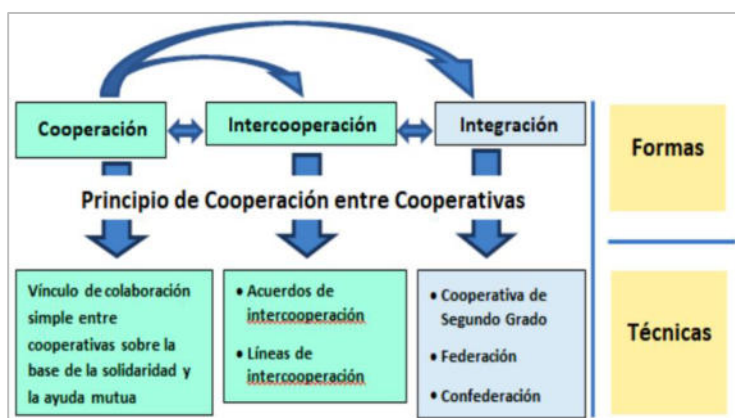 Cooperación
Intercooperación
Integración
Formas
Principio de Cooperación entre Cooperativas
Vínculo de colaboración
simple entre
cooperativas sobre la
base de la solidaridad y
la ayuda mutua
• Acuerdos de
intercooperación
• Líneas de
intercooperación
• Cooperativa de
Segundo Grado
• Federación
• Confederación
Técnicas